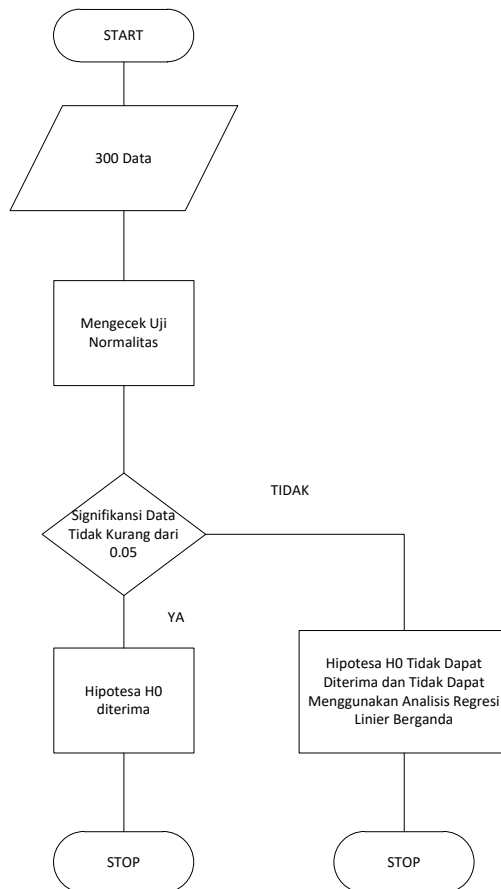 START
300 Data
Mengecek Uji
Normalitas
Signifikansi Data
Tidak Kurang dari
0.05
TIDAK
YA
Hipotesa H0
diterima
Hipotesa H0 Tidak Dapat
Diterima dan Tidak Dapat
Menggunakan Analisis Regresi
Linier Berganda
STOP
STOP